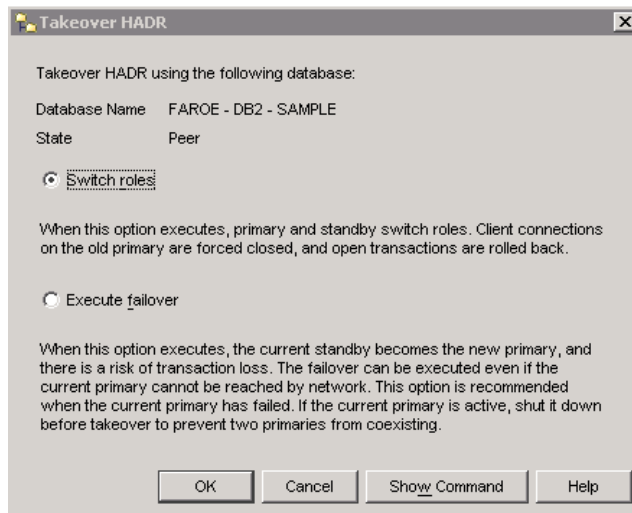 Takeover HADR
Takeover HADR using the following database:
Database Name FAROE - DB2 - SAMPLE
State Peer
Switch roles
When this option executes, primary and standby switch roles. Client connections
on the old primary are forced closed, and open transactions are rolled back.
Execute failover
When this option executes, the current standby becomes the new primary, and
there is a risk of transaction loss. The failover can be executed even if the
current primary cannot be reached by network. This option is recommended
when the current primary has failed. If the current primary is active, shut it down
before takeover to prevent two primaries from coexisting.
OK Cancel Show Command Help